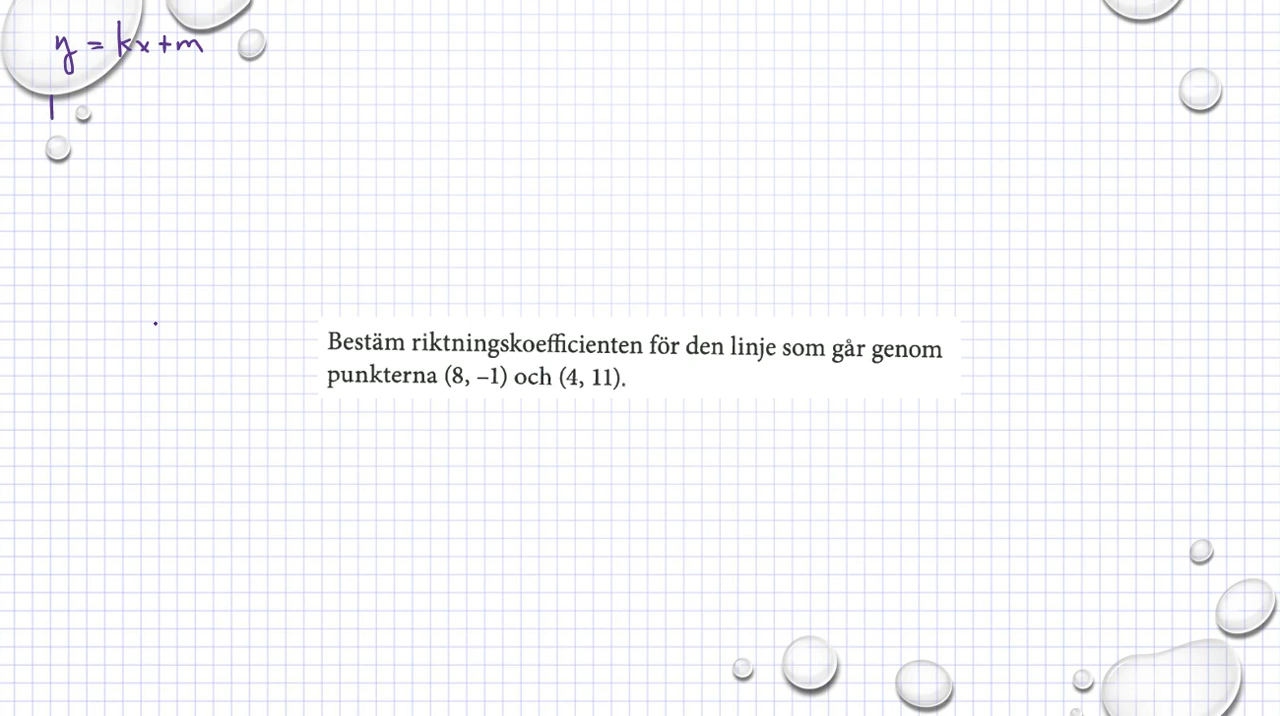 y = kx + m
Bestäm riktningskoefficienten för den linje som går genom
punkterna (8, –1) och (4, 11).